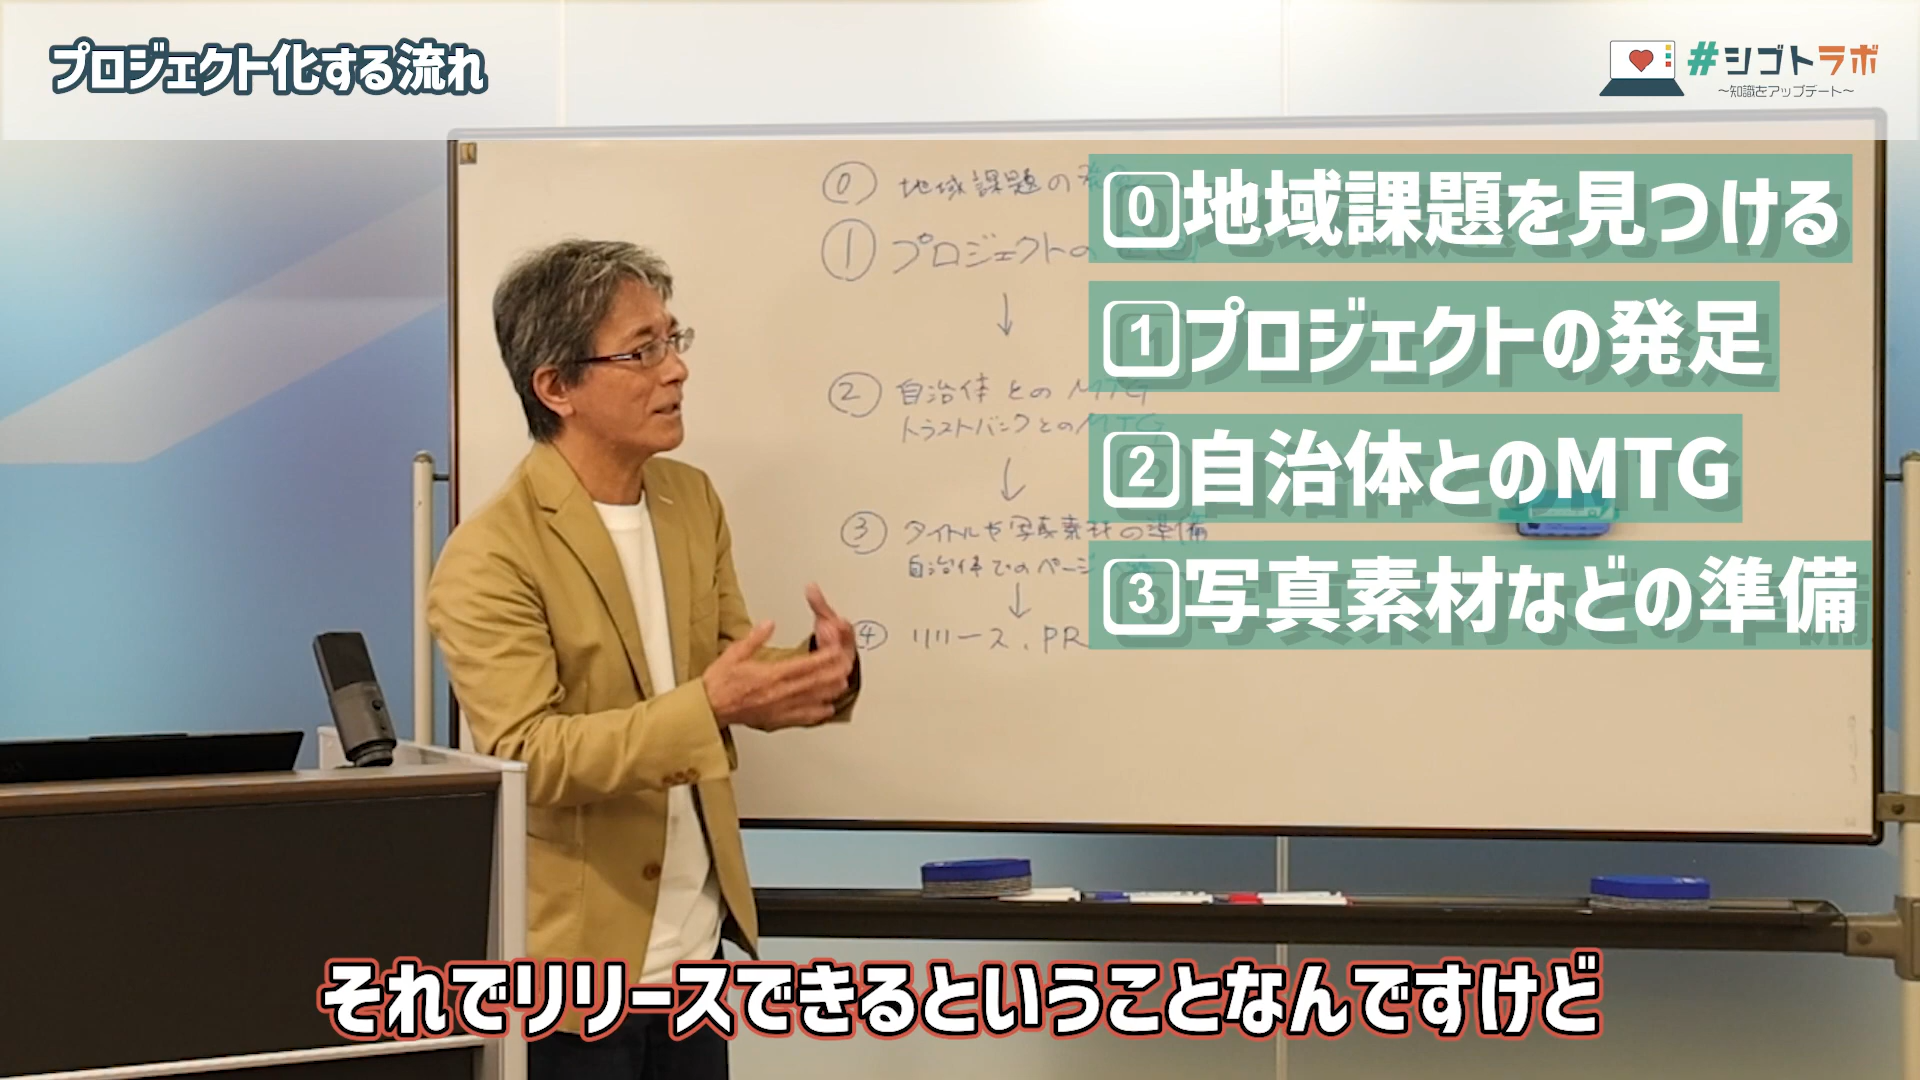 プロジェクト化する流れ
#シゴトラボ
～知識をアップデート～
0 地域課題を見つける
1 プロジェクトの発足
2 自治体とのMTG
3 写真素材などの準備
⓪ 地域課題の発
① プロジェクトの
↓
② 自治体とのMTG
トラストバンクとのMTG
↓
③ タイトルや写真素材の準備
自治体でのページ
↓
④ リリース、PR
それでリリースできるということなんですけど